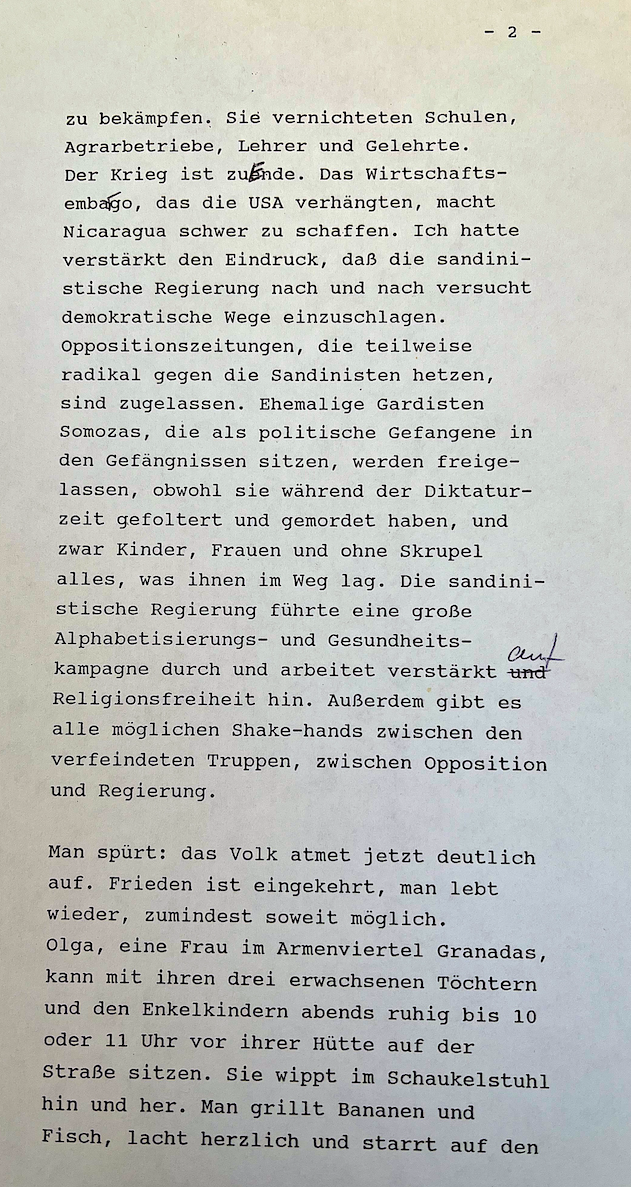 - 2 -
zu bekämpfen. Sie vernichteten Schulen,
Agrarbetriebe, Lehrer und Gelehrte.
Der Krieg ist zuEnde. Das Wirtschafts-
embargo, das die USA verhängten, macht
Nicaragua schwer zu schaffen. Ich hatte
verstärkt den Eindruck, daß die sandini-
stische Regierung nach und nach versucht
demokratische Wege einzuschlagen.
Oppositionszeitungen, die teilweise
radikal gegen die Sandinisten hetzen,
sind zugelassen. Ehemalige Gardisten
Somozas, die als politische Gefangene in
den Gefängnissen sitzen, werden freige-
lassen, obwohl sie während der Diktatur-
zeit gefoltert und gemordet haben, und
zwar Kinder, Frauen und ohne Skrupel
alles, was ihnen im Weg lag. Die sandini-
stische Regierung führte eine große
Alphabetisierungs- und Gesundheits-
auf
kampagne durch und arbeitet verstärkt und
Religionsfreiheit hin. Außerdem gibt es
alle möglichen Shake-hands zwischen den
verfeindeten Truppen, zwischen Opposition
und Regierung.
Man spürt: das Volk atmet jetzt deutlich
auf. Frieden ist eingekehrt, man lebt
wieder, zumindest soweit möglich.
Olga, eine Frau im Armenviertel Granadas,
kann mit ihren drei erwachsenen Töchtern
und den Enkelkindern abends ruhig bis 10
oder 11 Uhr vor ihrer Hütte auf der
Straße sitzen. Sie wippt im Schaukelstuhl
hin und her. Man grillt Bananen und
Fisch, lacht herzlich und starrt auf den